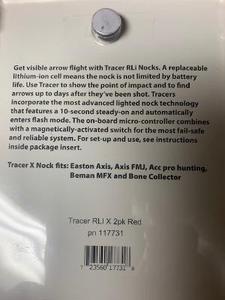 Get visible arrow flight with Tracer RLi Nocks. A replaceable
lithium-ion cell means the nock is not limited by battery
life. Use Tracer to show the point of impact and to find
arrows up to days after they've been shot. Tracers
incorporate the most advanced lighted nock technology
that features a 10-second steady-on and automatically
enters flash mode. The on-board micro-controller combines
with a magnetically-activated switch for the most fail-safe
and reliable system. For set-up and use, see instructions
inside package insert.
Tracer X Nock fits: Easton Axis, Axis FMJ, Acc pro hunting,
Beman MFX and Bone Collector
Tracer RLI X 2pk Red
pn 117731
7 23560 17731 8